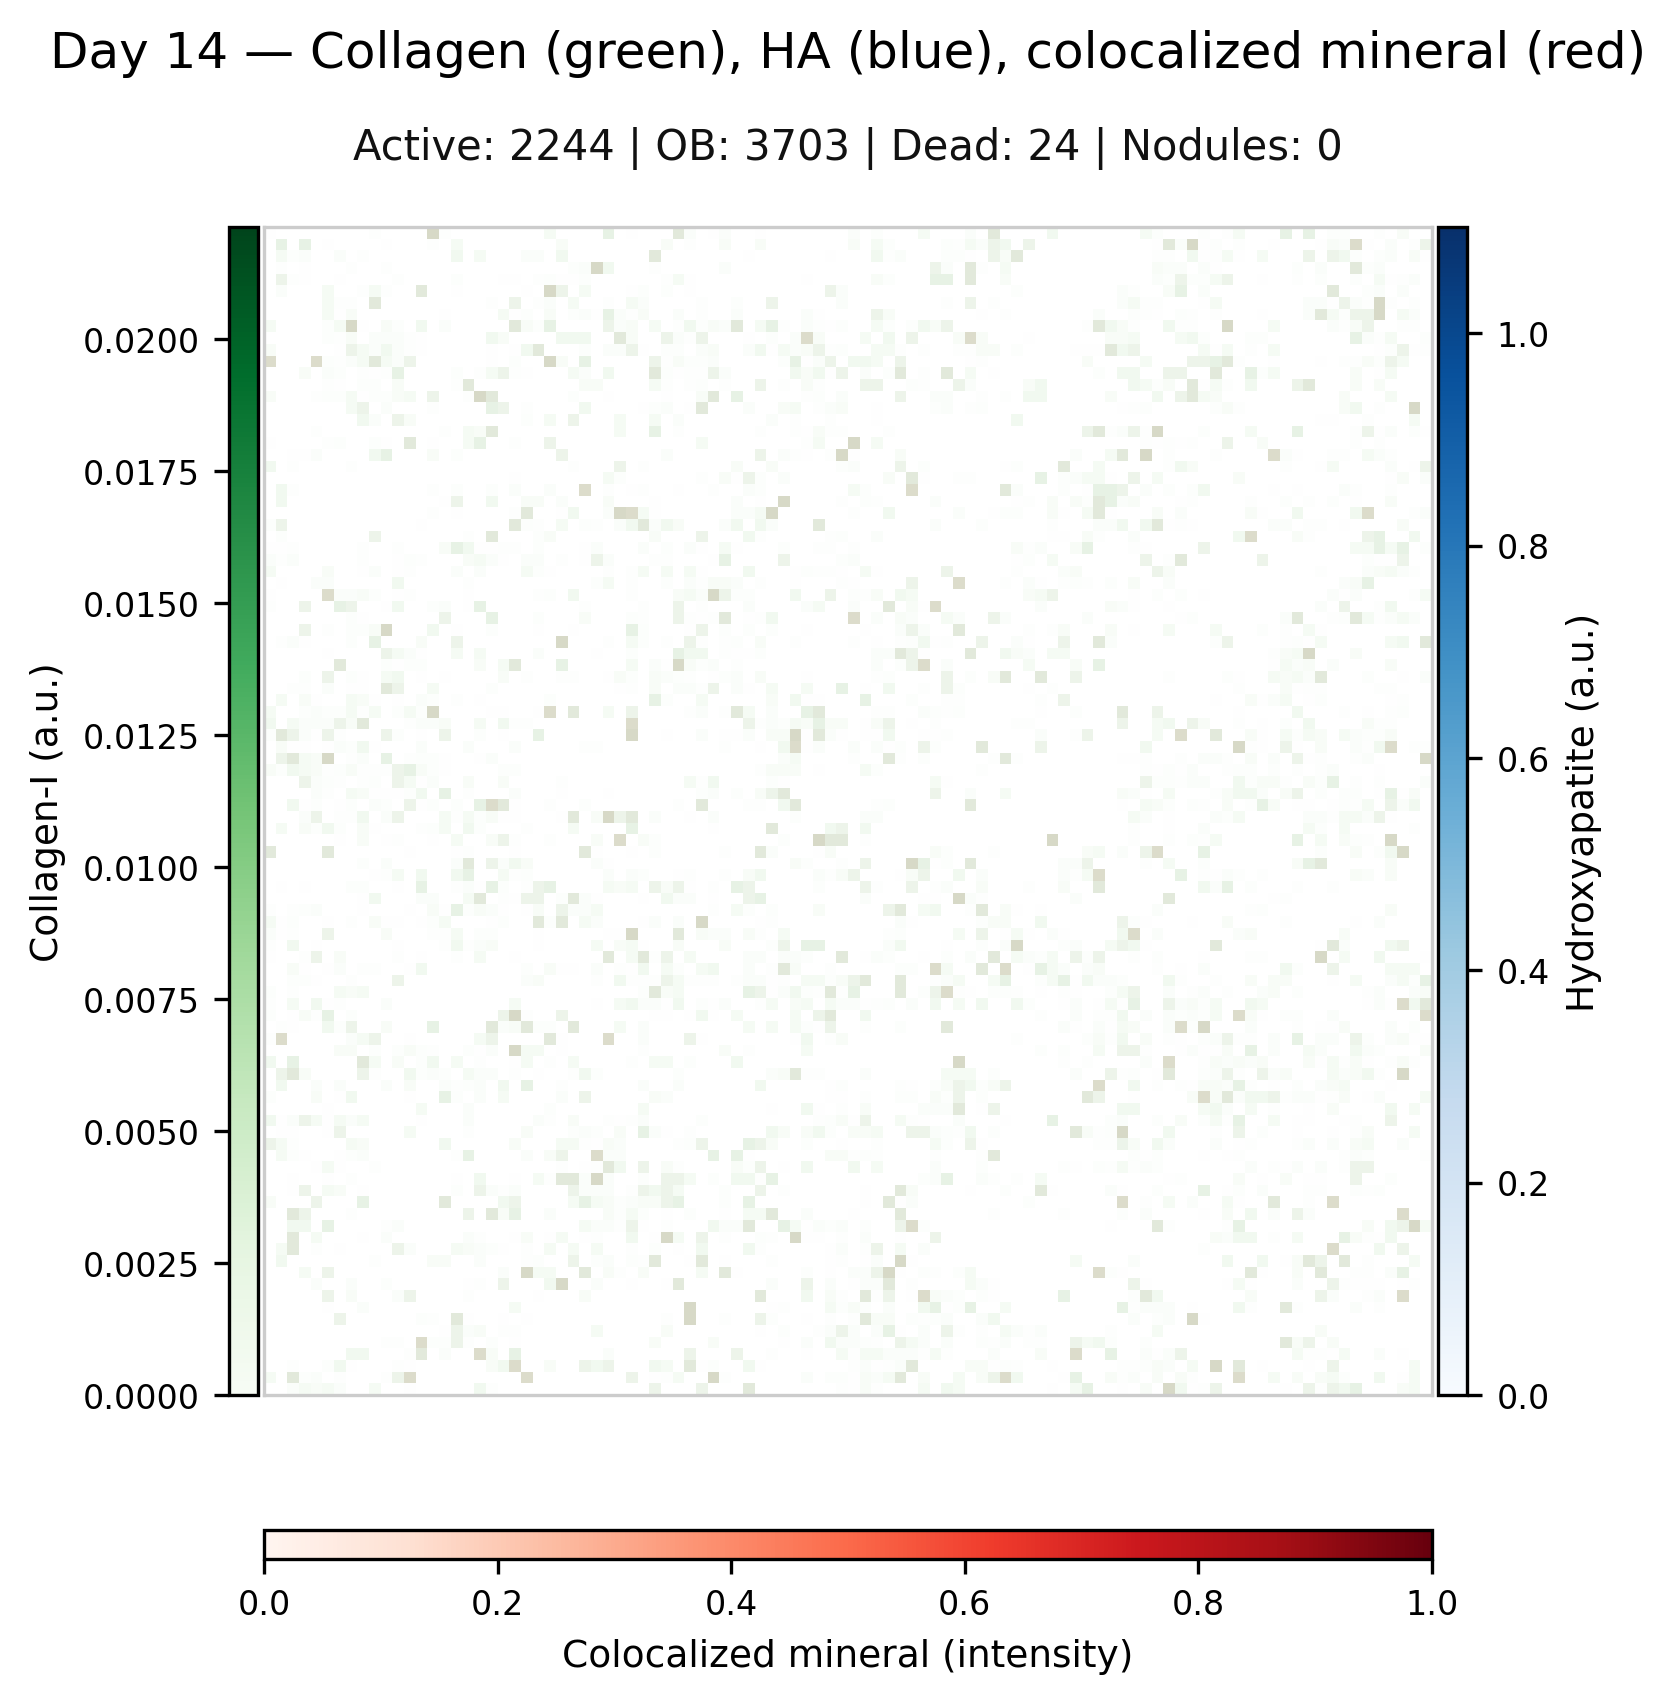 Day 14 — Collagen (green), HA (blue), colocalized mineral (red)
Active: 2244 | OB: 3703 | Dead: 24 | Nodules: 0
Collagen-I (a.u.)
0.0200
0.0175
0.0150
0.0125
0.0100
0.0075
0.0050
0.0025
0.0000
1.0
0.8
0.6
0.4
0.2
0.0
Hydroxyapatite (a.u.)
0.0 0.2 0.4 0.6 0.8 1.0
Colocalized mineral (intensity)